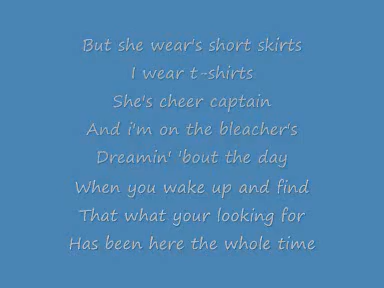 But she wear's short skirts
I wear t-shirts
She's cheer captain
And i'm on the bleacher's
Dreamin' 'bout the day
When you wake up and find
That what your looking for
Has been here the whole time